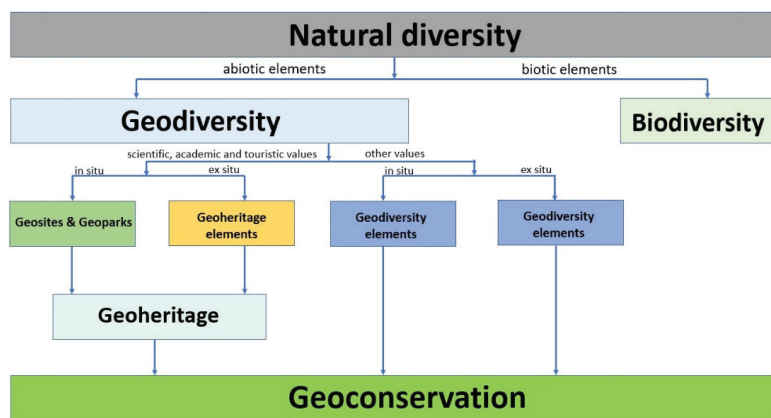 Natural diversity
abiotic elements
biotic elements
Geodiversity
Biodiversity
scientific, academic and touristic values
other values
in situ
ex situ
in situ
ex situ
Geosites & Geoparks
Geoheritage
elements
Geodiversity
elements
Geodiversity
elements
Geoheritage
Geoconservation